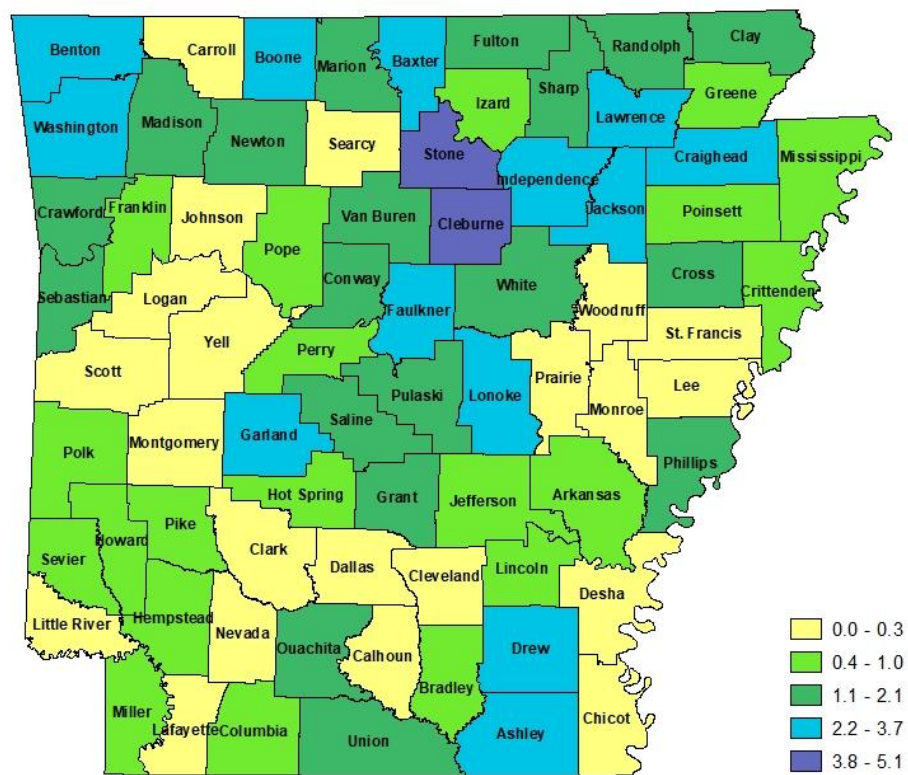 Benton
Carroll
Boone
Marion
Baxter
Fulton
Randolph
Clay
Sharp
Izard
Greene
Lawrence
Washington
Madison
Newton
Searcy
Stone
Independence
Jackson
Craighead
Mississippi
Crawford
Franklin
Johnson
Pope
Van Buren
Cleburne
Poinsett
Sebastian
Logan
Conway
White
Cross
Crittenden
Woodruff
St. Francis
Faulkner
Yell
Scott
Perry
Pulaski
Lonoke
Prairie
Monroe
Lee
Saline
Garland
Montgomery
Polk
Phillips
Hot Spring
Grant
Jefferson
Arkansas
Pike
Howard
Sevier
Clark
Dallas
Cleveland
Lincoln
Desha
Little River
Hempstead
Nevada
Ouachita
Calhoun
Bradley
Drew
Miller
Lafayette
Columbia
Union
Ashley
Chicot
0.0 - 0.3
0.4 - 1.0
1.1 - 2.1
2.2 - 3.7
3.8 - 5.1